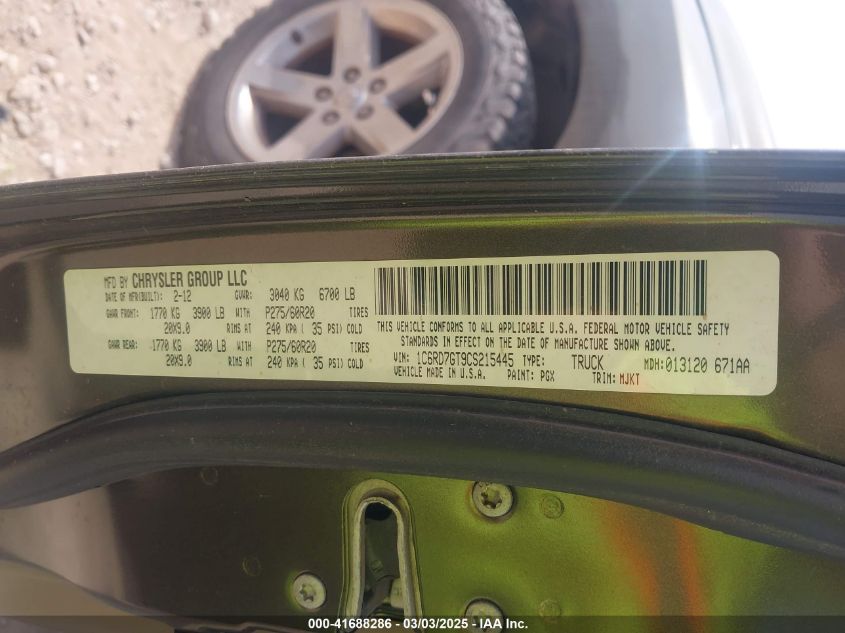 MFD BY CHRYSLER GROUP LLC
DATE OF MFR(BUILT): 2-12 GVWR: 3040 KG 6700 LB
GAWR FRONT: 1770 KG 3900 LB WITH P275/60R20 TIRES
20X9.0 RIMS AT 240 KPA ( 35 PSI) COLD
GAWR REAR: 1770 KG 3900 LB WITH P275/60R20 TIRES
20X9.0 RIMS AT 240 KPA ( 35 PSI) COLD
THIS VEHICLE CONFORMS TO ALL APPLICABLE U.S.A. FEDERAL MOTOR VEHICLE SAFETY
STANDARDS IN EFFECT ON THE DATE OF MANUFACTURE SHOWN ABOVE.
VIN: 1C6RD7GT9CS215445 TYPE: TRUCK MDH: 013120 671AA
VEHICLE MADE IN U.S.A. PAINT: PGX TRIM: MJKT
000-41688286 - 03/03/2025 - IAA Inc.